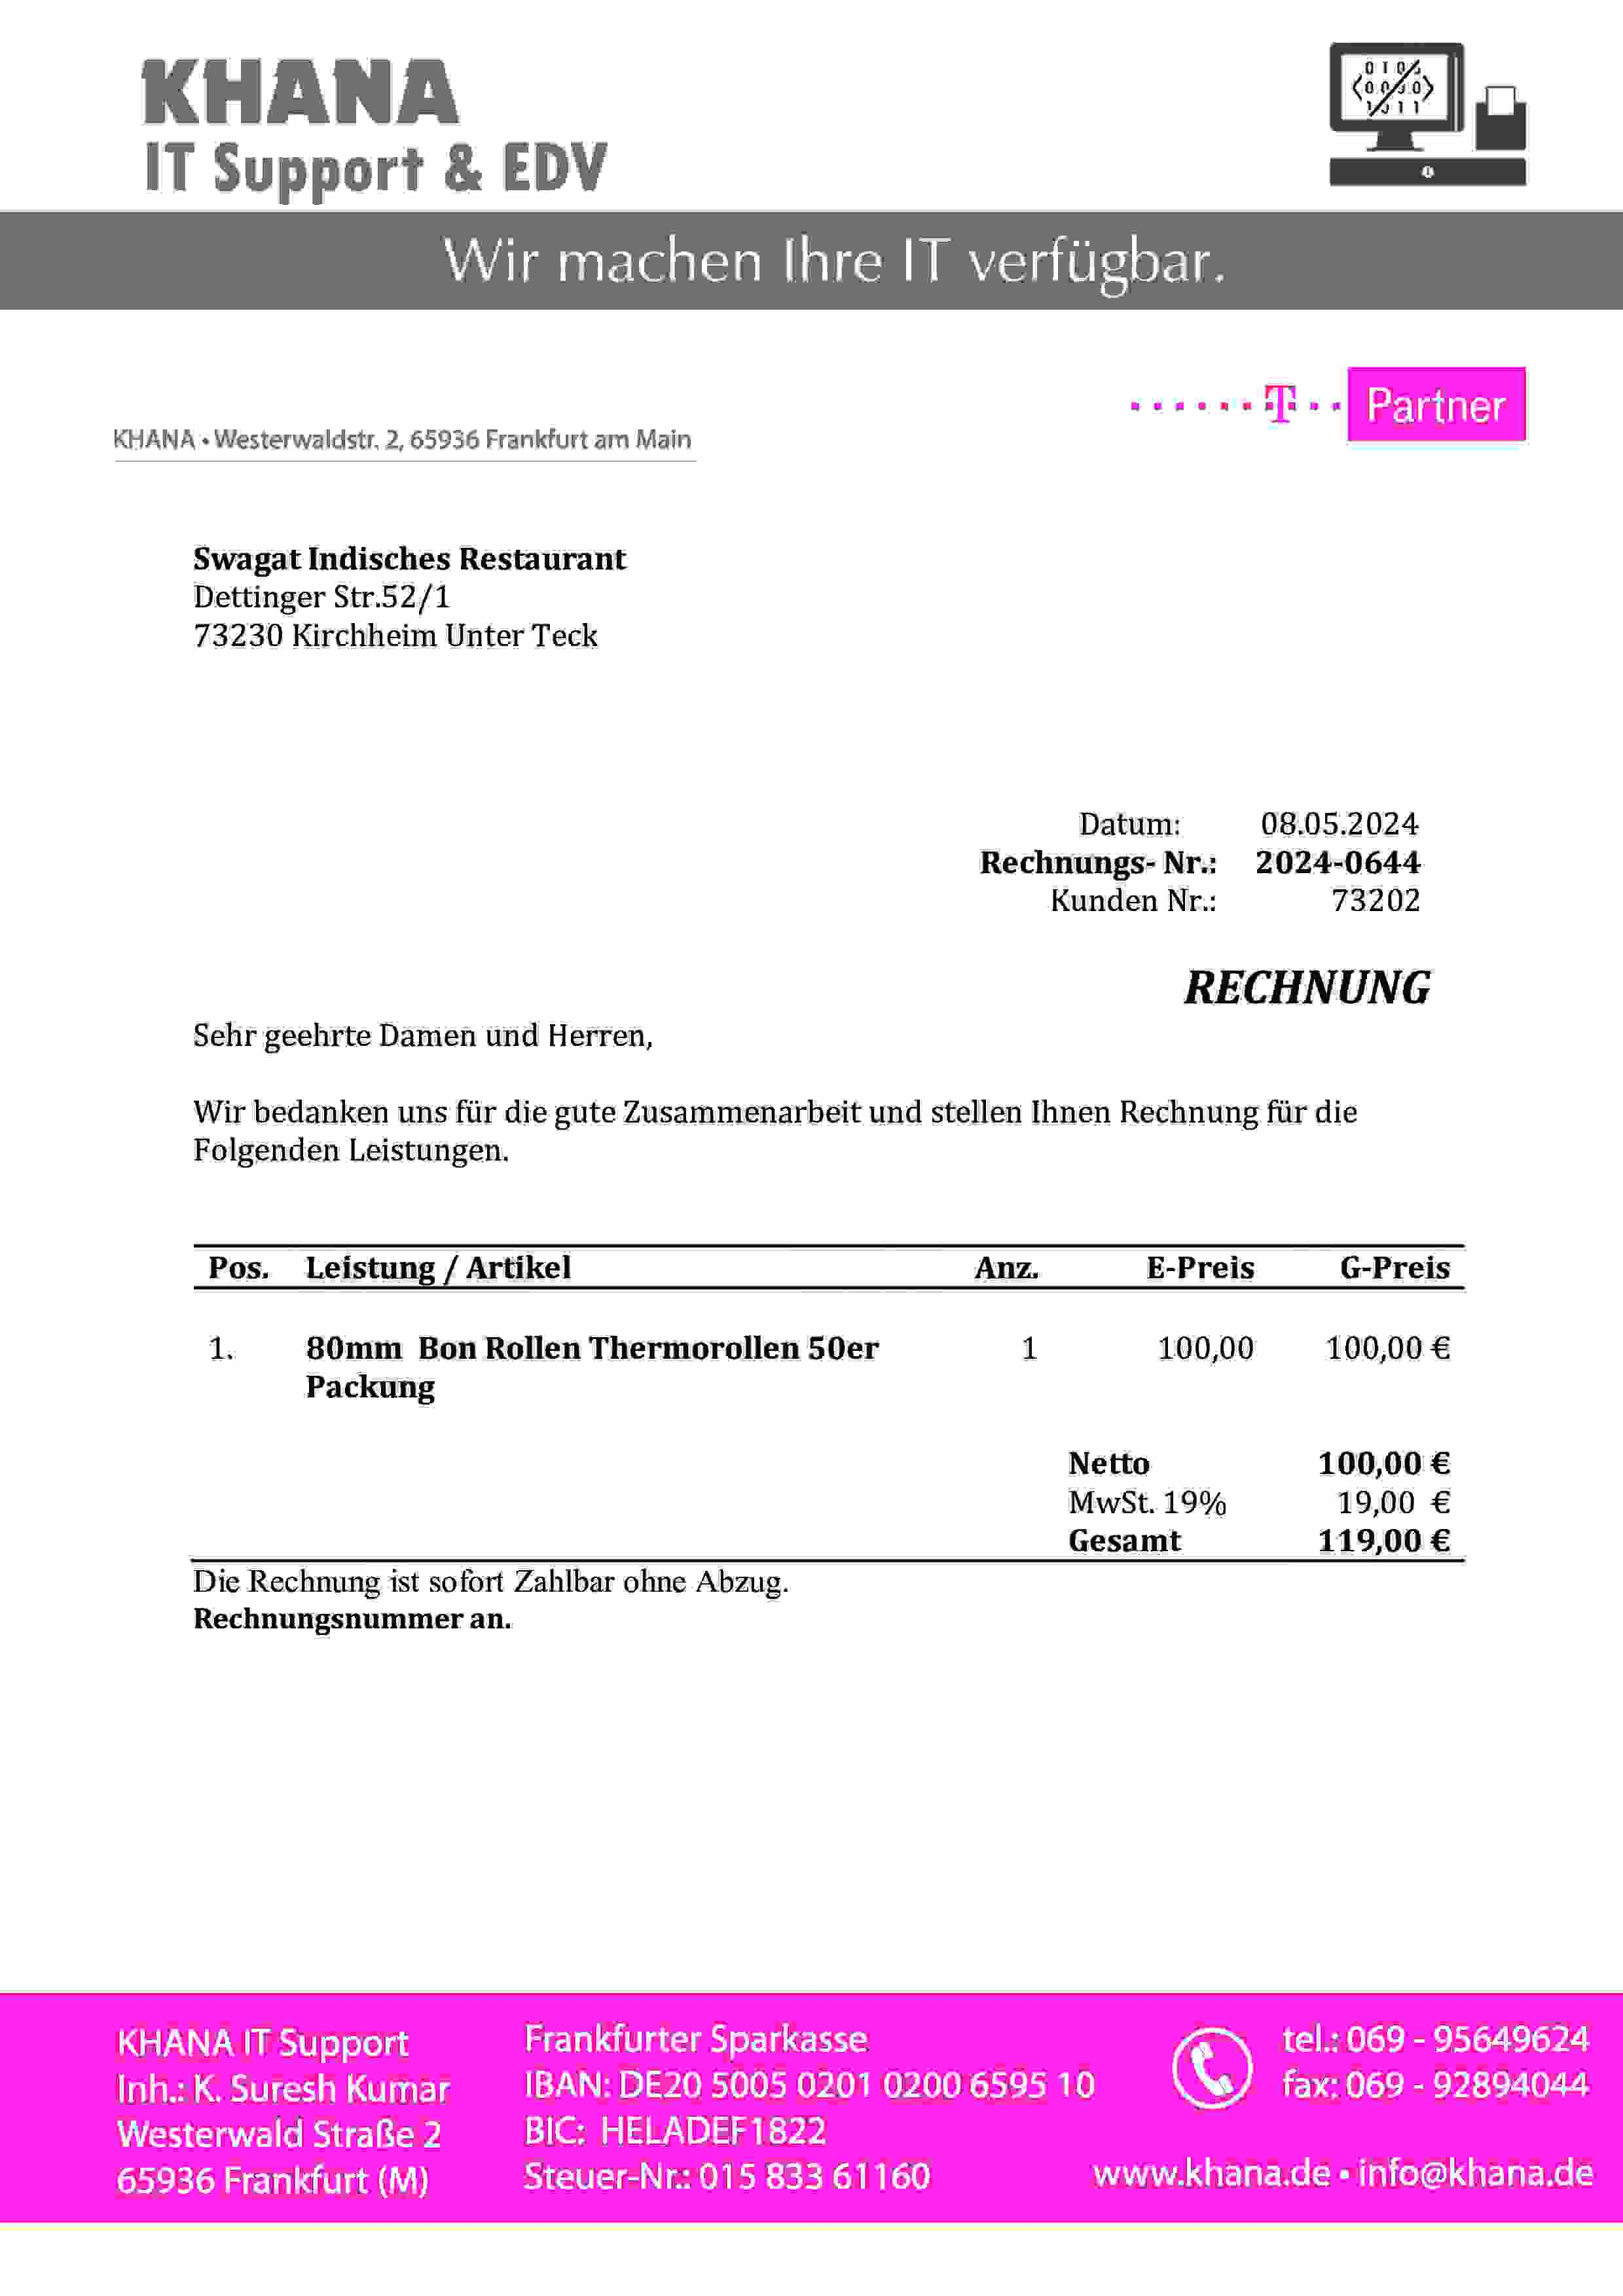 KHANA
IT Support & EDV
Wir machen Ihre IT verfügbar.
T Partner
KHANA • Westerwaldstr. 2, 65936 Frankfurt am Main
Swagat Indisches Restaurant
Dettinger Str.52/1
73230 Kirchheim Unter Teck
Datum: 08.05.2024
Rechnungs- Nr.: 2024-0644
Kunden Nr.: 73202
RECHNUNG
Sehr geehrte Damen und Herren,
Wir bedanken uns für die gute Zusammenarbeit und stellen Ihnen Rechnung für die
Folgenden Leistungen.
Pos. Leistung / Artikel Anz. E-Preis G-Preis
1. 80mm Bon Rollen Thermorollen 50er 1 100,00 100,00 €
Packung
Netto 100,00 €
MwSt. 19% 19,00 €
Gesamt 119,00 €
Die Rechnung ist sofort Zahlbar ohne Abzug.
Rechnungsnummer an.
KHANA IT Support
Inh.: K. Suresh Kumar
Westerwald Straße 2
65936 Frankfurt (M)
Frankfurter Sparkasse
IBAN: DE20 5005 0201 0200 6595 10
BIC: HELADEF1822
Steuer-Nr.: 015 833 61160
tel.: 069 - 95649624
fax: 069 - 92894044
www.khana.de • info@khana.de